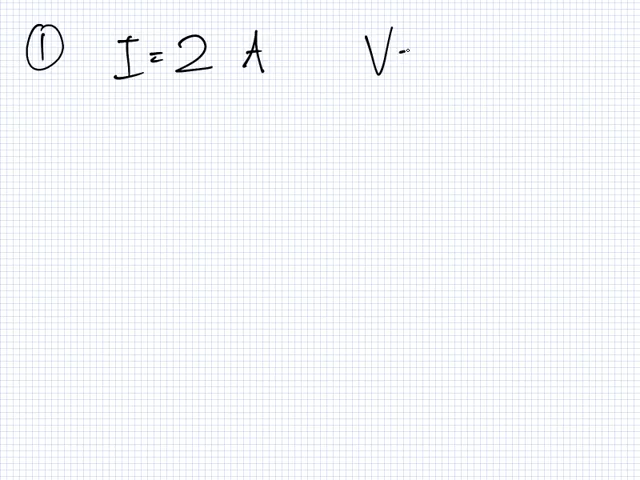 ① I = 2 A V -